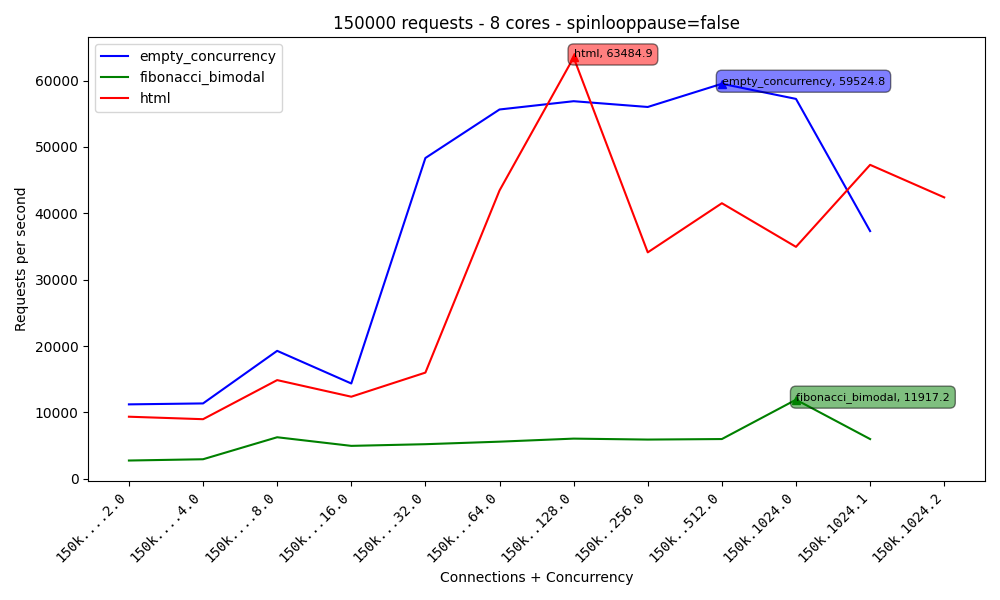 150000 requests - 8 cores - spinlooppause=false
empty_concurrency
fibonacci_bimodal
html
html, 63484.9
empty_concurrency, 59524.8
fibonacci_bimodal, 11917.2
Requests per second
60000
50000
40000
30000
20000
10000
0
150k....2.0
150k....4.0
150k....8.0
150k...16.0
150k...32.0
150k...64.0
150k..128.0
150k..256.0
150k..512.0
150k.1024.0
150k.1024.1
150k.1024.2
Connections + Concurrency